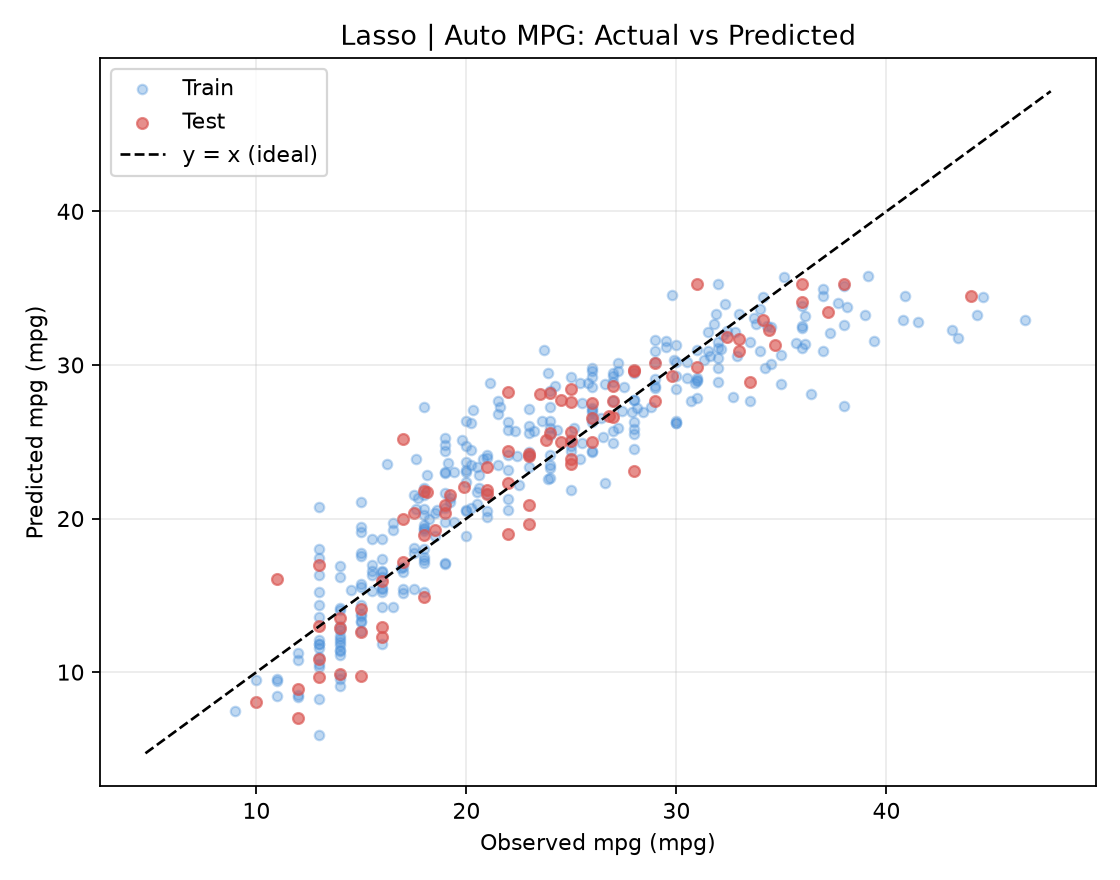 Lasso | Auto MPG: Actual vs Predicted
Train
Test
y = x (ideal)
Predicted mpg (mpg)
40
30
20
10
10 20 30 40
Observed mpg (mpg)